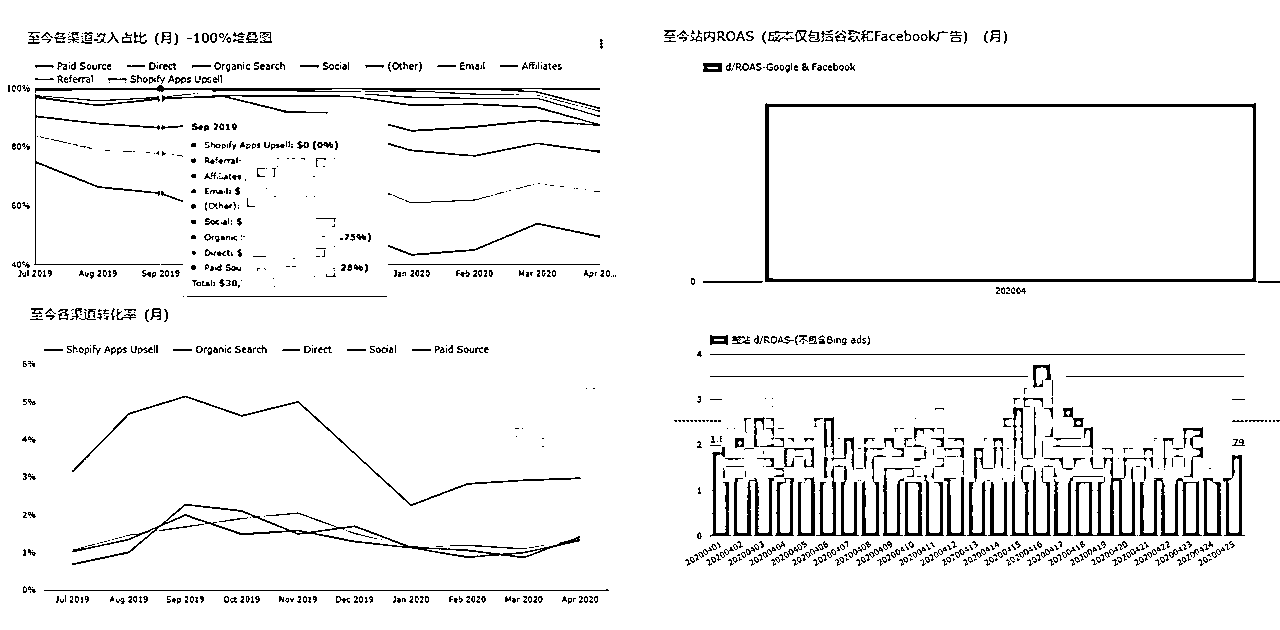 至今各渠道收入占比 (月) -100%堆叠图
Paid Source Direct Organic Search Social (Other) Email Affiliates
Referral Shopify Apps Upsell
100%
80%
60%
40%
Sep 2019
Shopify Apps Upsell: $0 (0%)
Referral:
Affiliates
Email: $
(Other):
Social: $
Organic
.75%)
Direct: $
Paid Sou
28%)
Total: $30,
Jul 2019 Aug 2019 Sep 2019 Jan 2020 Feb 2020 Mar 2020 Apr 20...
至今各渠道转化率 (月)
Shopify Apps Upsell Organic Search Direct Social Paid Source
6%
5%
4%
3%
2%
1%
0%
Jul 2019 Aug 2019 Sep 2019 Oct 2019 Nov 2019 Dec 2019 Jan 2020 Feb 2020 Mar 2020 Apr 2020
至今站内ROAS (成本仅包括谷歌和Facebook广告) (月)
d/ROAS-Google & Facebook
0
202004
整站 d/ROAS-(不包含Bing ads)
4
3
2
1
0
79
20200401 20200402 20200403 20200404 20200405 20200406 20200407 20200408 20200409 20200410 20200411 20200412 20200413 20200414 20200415 20200416 20200417 20200418 20200419 20200420 20200421 20200422 20200423 20200424 20200425